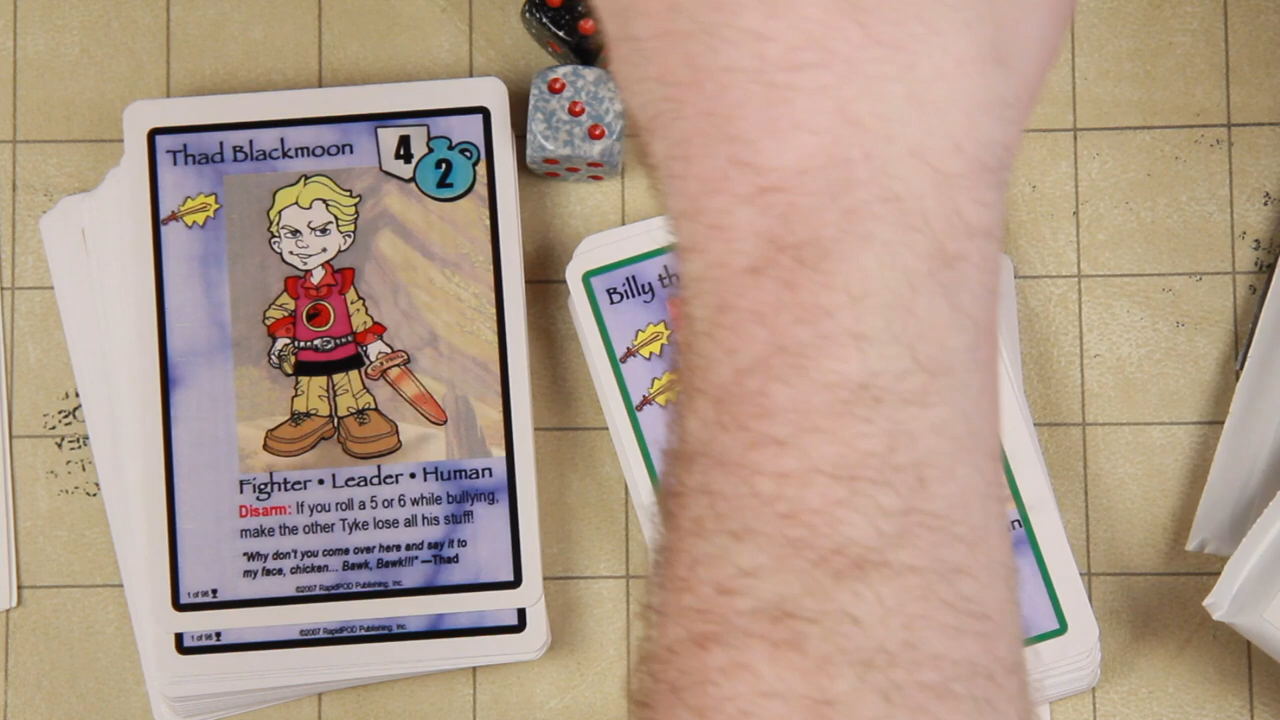 Thad Blackmoon
4
2
Fighter • Leader • Human
Disarm: If you roll a 5 or 6 while bullying,
make the other Tyke lose all his stuff!
"Why don't you come over here and say it to
my face, chicken... Bawk, Bawk!!!" —Thad
1 of 96 ©2007 RapidPOD Publishing, Inc.
1 of 96 ©2007 RapidPOD Publishing, Inc.
Billy th